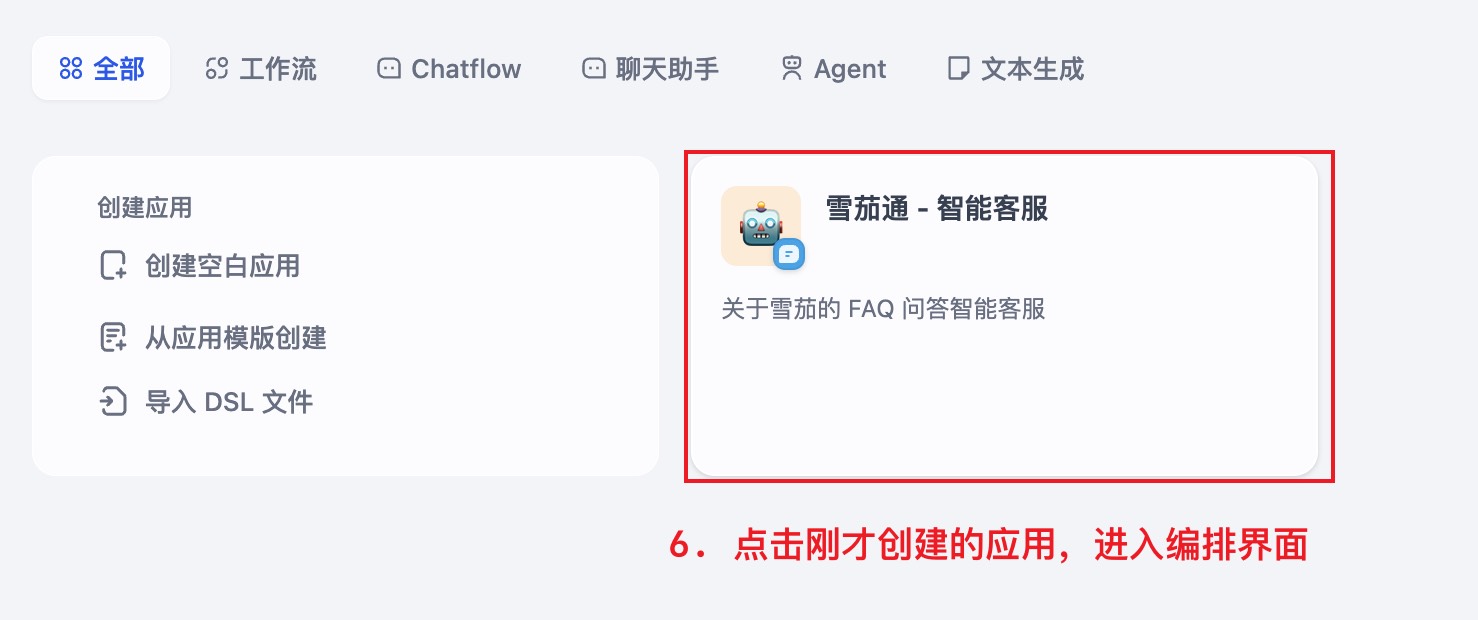 全部 工作流 Chatflow 聊天助手 Agent 文本生成
创建应用
创建空白应用
从应用模版创建
导入 DSL 文件
雪茄通 - 智能客服
关于雪茄的 FAQ 问答智能客服
6. 点击刚才创建的应用，进入编排界面